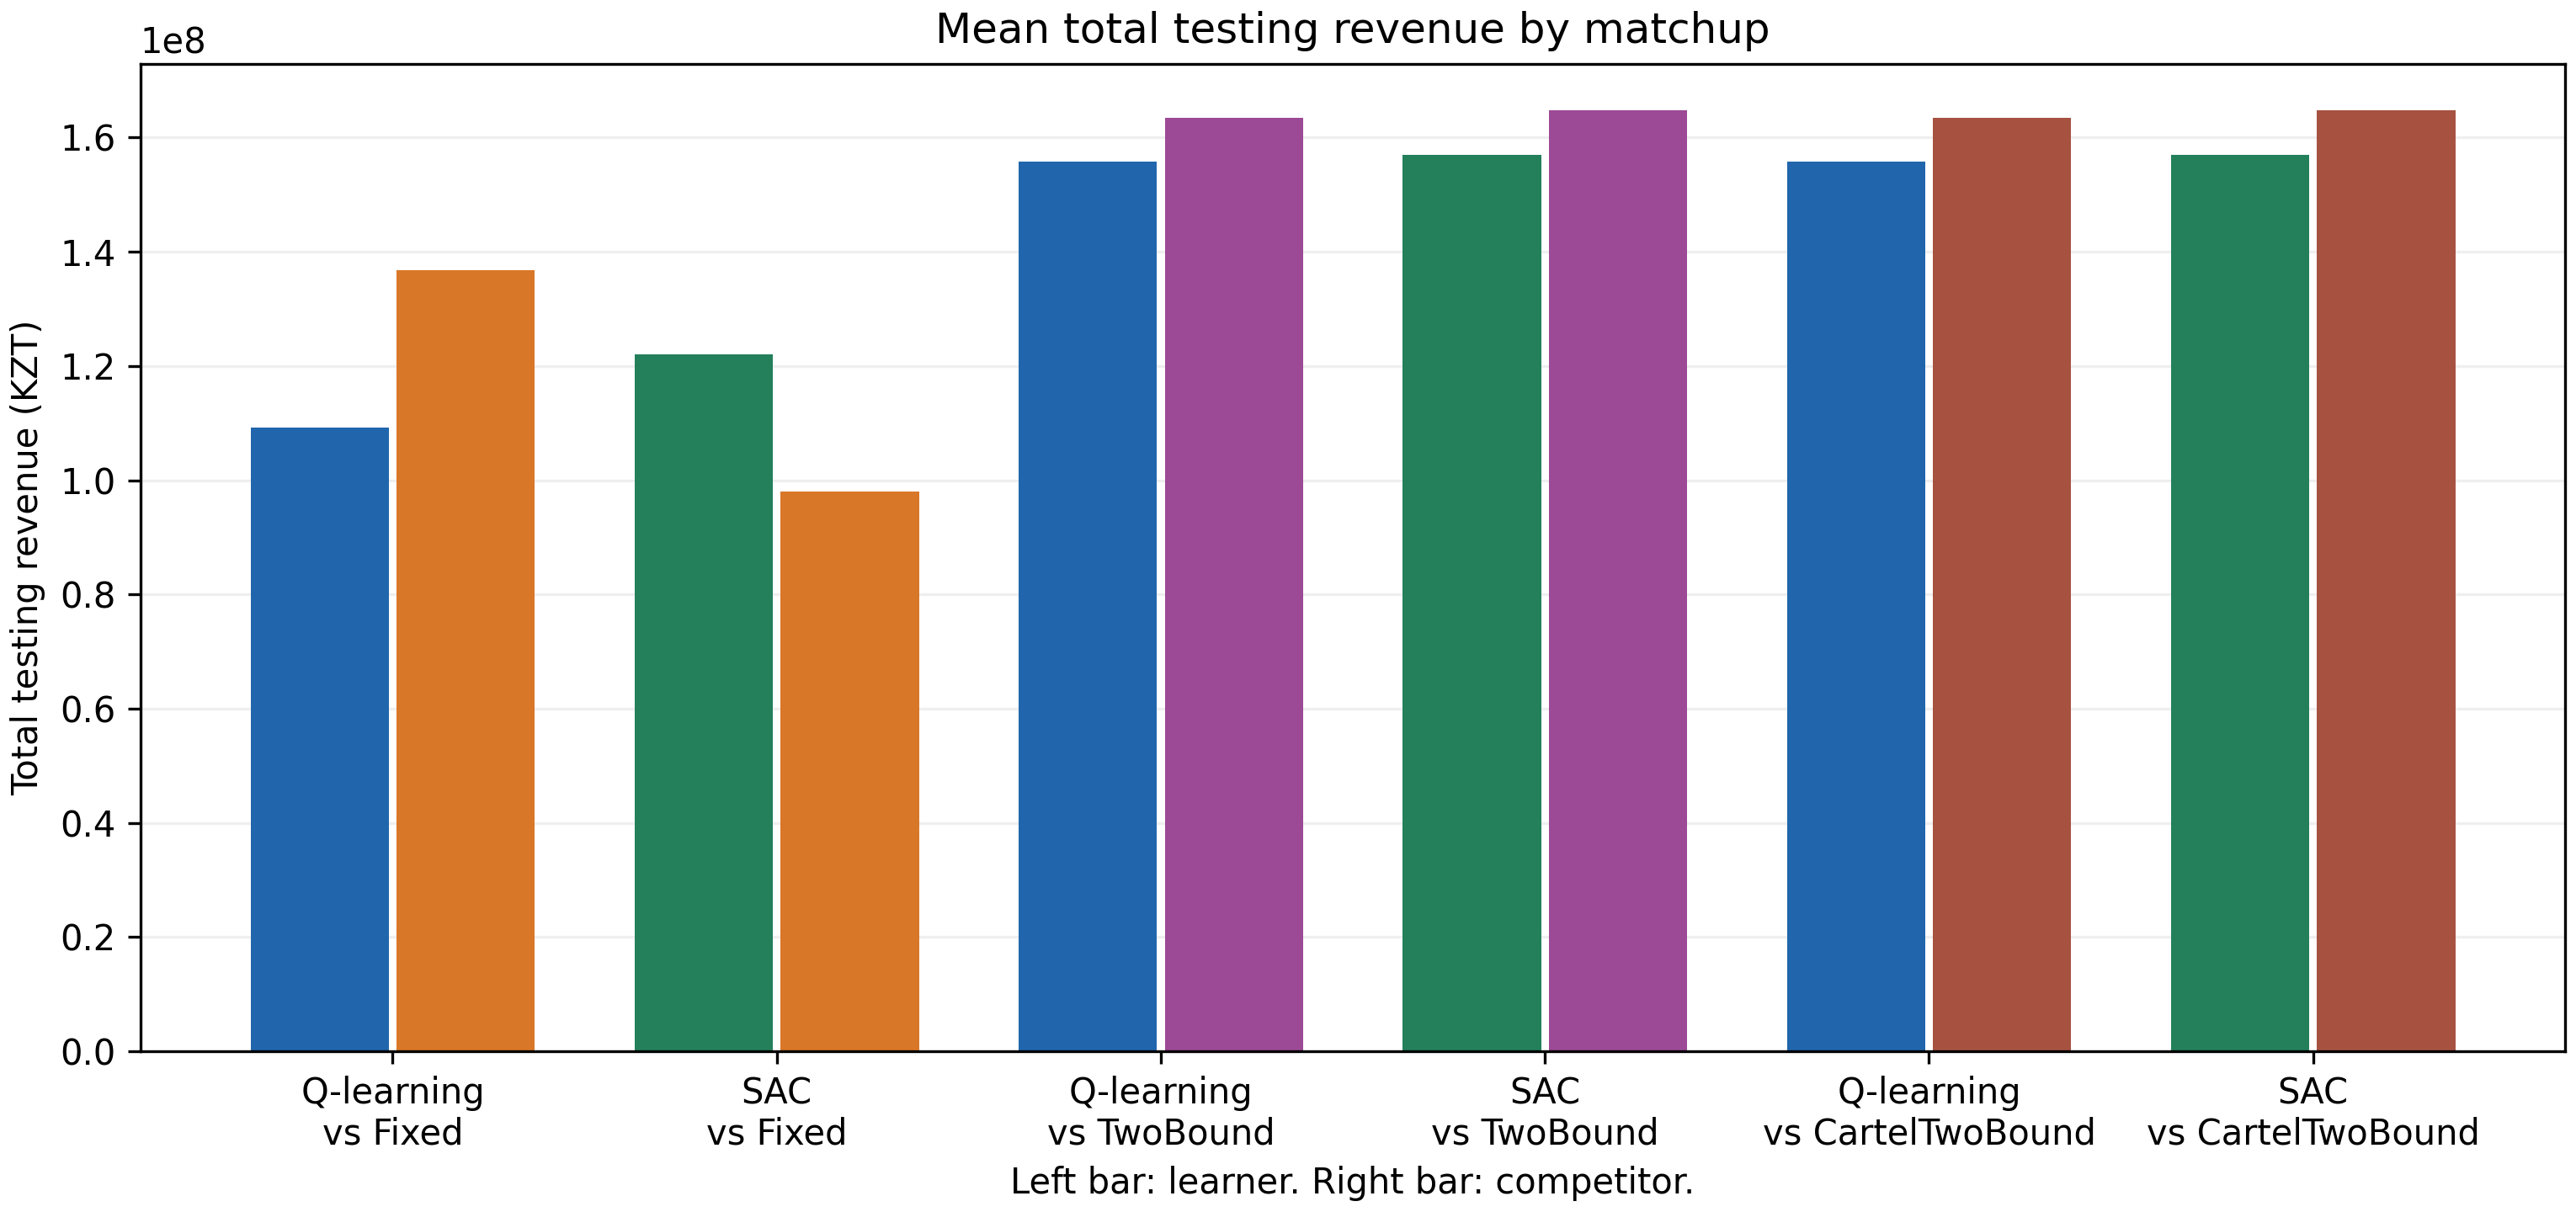 Mean total testing revenue by matchup
1e8
Total testing revenue (KZT)
1.6
1.4
1.2
1.0
0.8
0.6
0.4
0.2
0.0
Q-learning
vs Fixed
SAC
vs Fixed
Q-learning
vs TwoBound
SAC
vs TwoBound
Q-learning
vs CartelTwoBound
SAC
vs CartelTwoBound
Left bar: learner. Right bar: competitor.